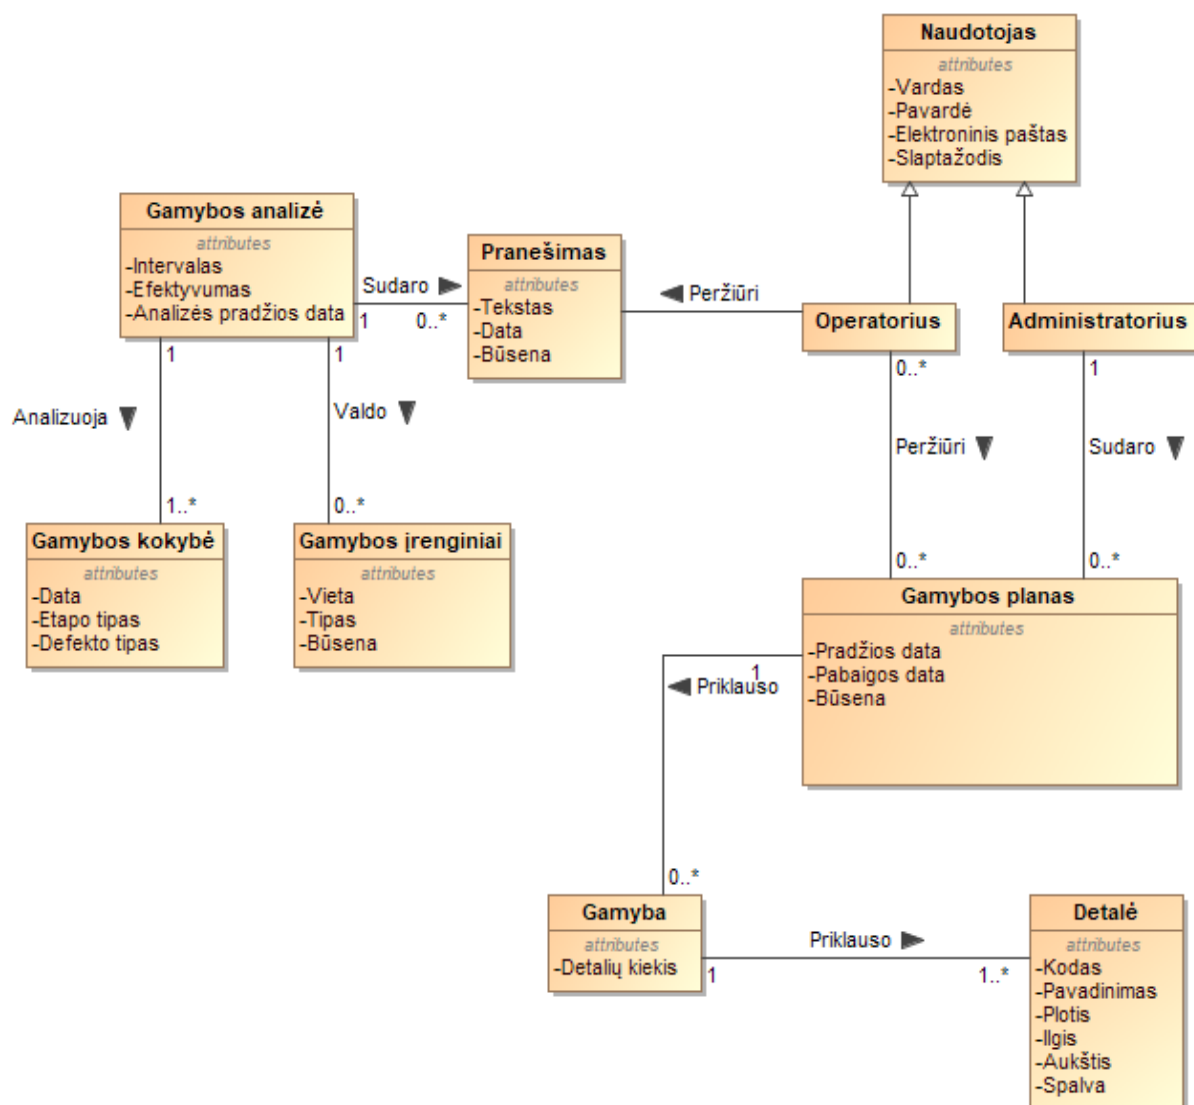 Naudotojas
attributes
-Vardas
-Pavardė
-Elektroninis paštas
-Slaptažodis
Gamybos analizė
attributes
-Intervalas
-Efektyvumas
-Analizės pradžios data
Sudaro
1
0..*
Pranešimas
attributes
-Tekstas
-Data
-Būsena
Peržiūri
Operatorius
Administratorius
1
1
0..*
1
Analizuoja
Valdo
Peržiūri
Sudaro
1..*
0..*
0..*
0..*
Gamybos kokybė
attributes
-Data
-Etapo tipas
-Defekto tipas
Gamybos įrenginiai
attributes
-Vieta
-Tipas
-Būsena
Gamybos planas
attributes
-Pradžios data
-Pabaigos data
-Būsena
1
Priklauso
0..*
Gamyba
attributes
-Detalių kiekis
Priklauso
1
1..*
Detalė
attributes
-Kodas
-Pavadinimas
-Plotis
-Ilgis
-Aukštis
-Spalva